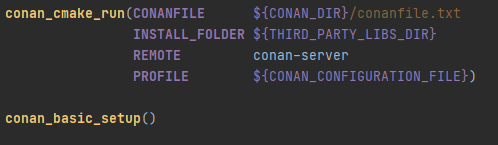 conan_cmake_run(CONANFILE      ${CONAN_DIR}/conanfile.txt
                INSTALL_FOLDER ${THIRD_PARTY_LIBS_DIR}
                REMOTE         conan-server
                PROFILE        ${CONAN_CONFIGURATION_FILE})
conan_basic_setup()